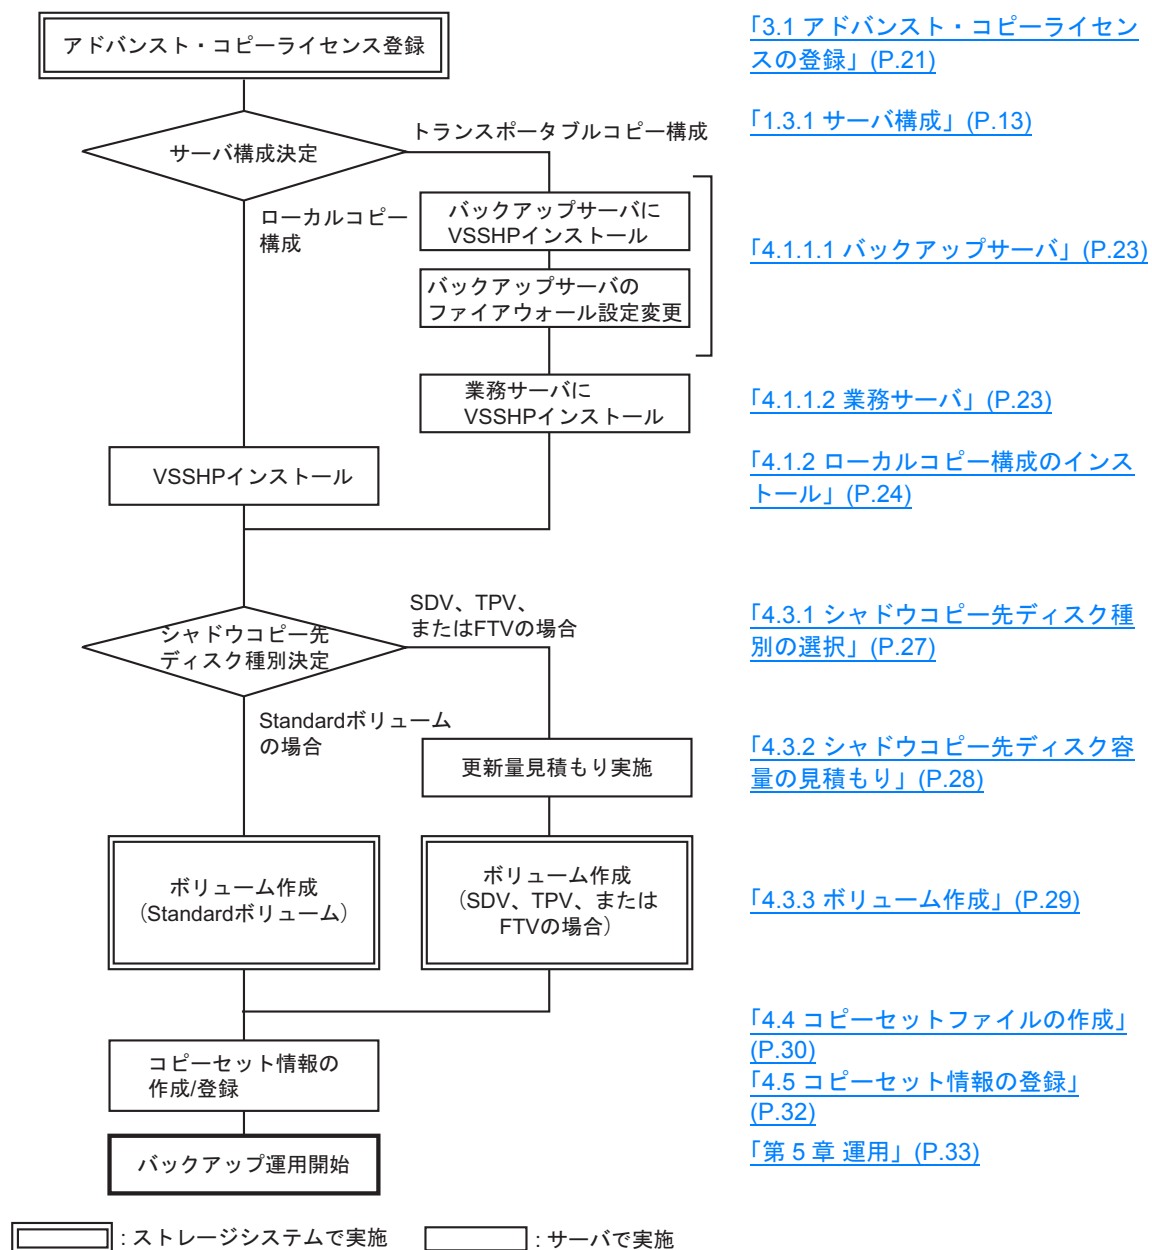 アドバンスト・コピーライセンス登録
「3.1 アドバンスト・コピーライセン
スの登録」(P.21)
サーバ構成決定
トランスポータブルコピー構成
「1.3.1 サーバ構成」(P.13)
ローカルコピー
構成
バックアップサーバに
VSSHPインストール
バックアップサーバの
ファイアウォール設定変更
「4.1.1.1 バックアップサーバ」(P.23)
業務サーバに
VSSHPインストール
「4.1.1.2 業務サーバ」(P.23)
VSSHPインストール
「4.1.2 ローカルコピー構成のインス
トール」(P.24)
シャドウコピー先
ディスク種別決定
SDV、TPV、
またはFTVの場合
「4.3.1 シャドウコピー先ディスク種
別の選択」(P.27)
Standardボリューム
の場合
更新量見積もり実施
「4.3.2 シャドウコピー先ディスク容
量の見積もり」(P.28)
ボリューム作成
（Standardボリューム）
ボリューム作成
（SDV、TPV、または
FTVの場合）
「4.3.3 ボリューム作成」(P.29)
コピーセット情報の
作成/登録
「4.4 コピーセットファイルの作成」
(P.30)
「4.5 コピーセット情報の登録」
(P.32)
バックアップ運用開始
「第 5 章 運用」(P.33)
: ストレージシステムで実施
: サーバで実施